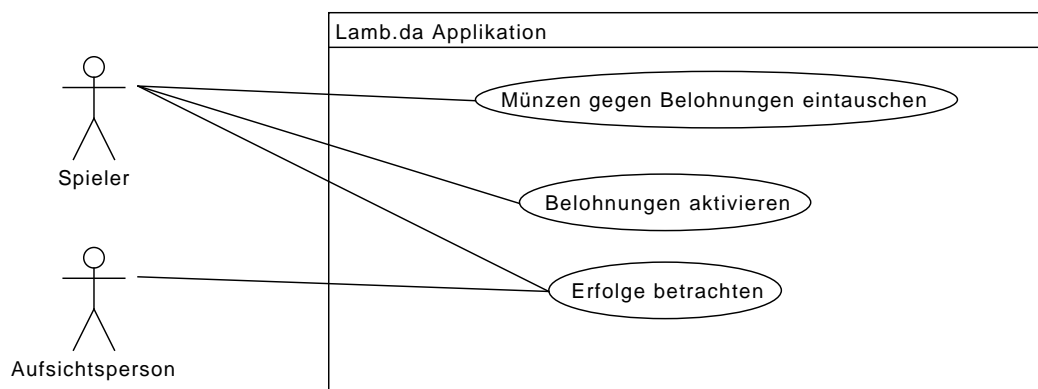 Lamb.da Applikation
Münzen gegen Belohnungen eintauschen
Spieler
Belohnungen aktivieren
Erfolge betrachten
Aufsichtsperson